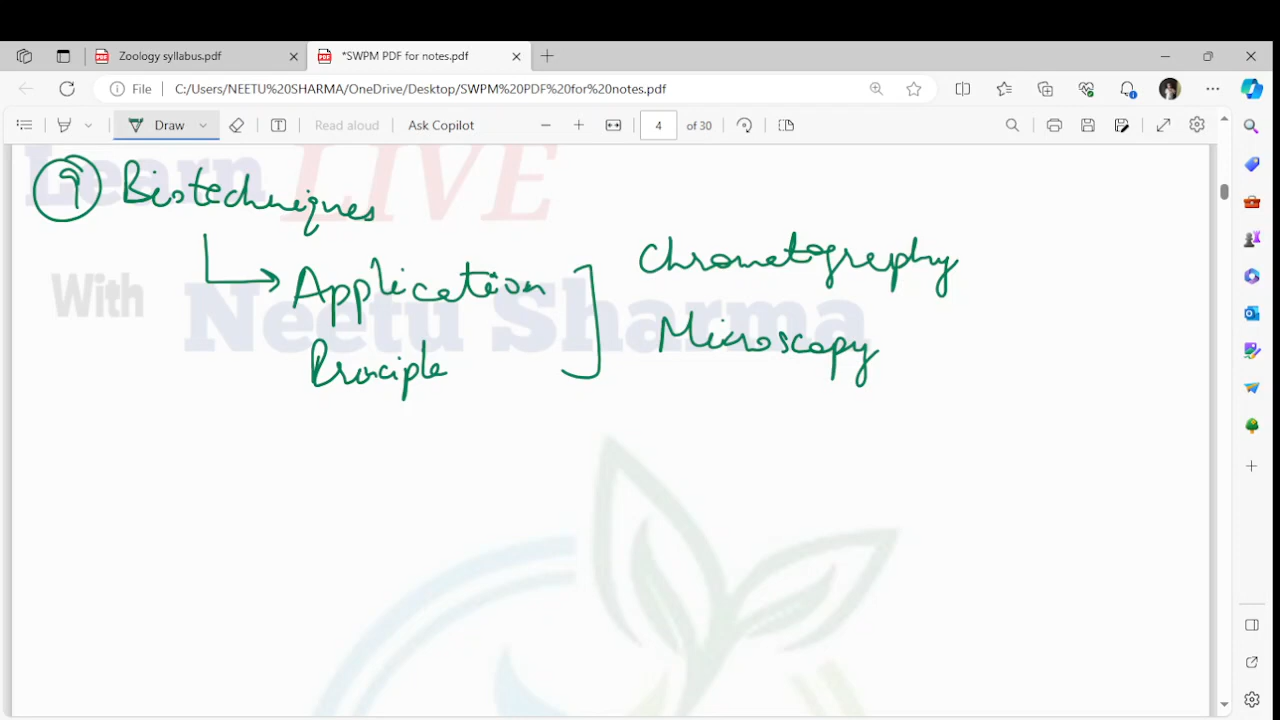 Zoology syllabus.pdf
*SWPM PDF for notes.pdf
File
C:/Users/NEETU%20SHARMA/OneDrive/Desktop/SWPM%20PDF%20for%20notes.pdf
Draw
Read aloud
Ask Copilot
4
of 30
Learn LIVE
With Neetu Sharma
9 Biotechniques
Application
Principle
Chromatography
Microscopy